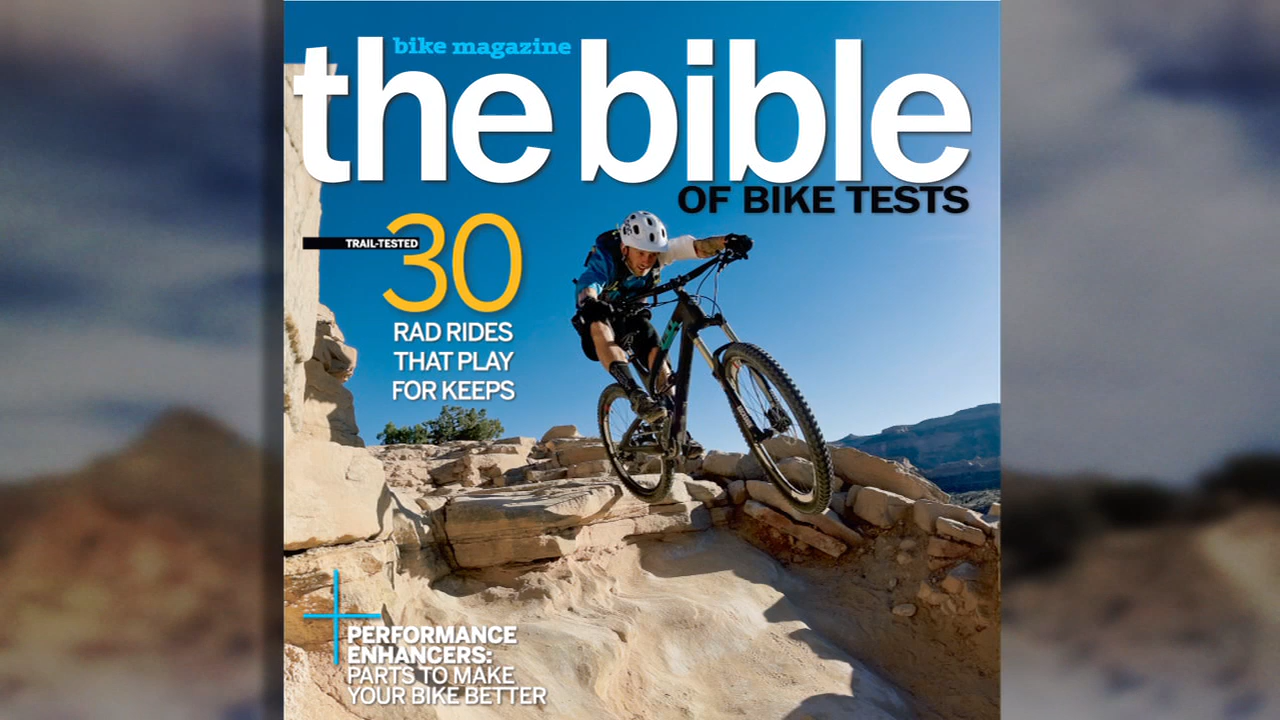 bike magazine
the bible
OF BIKE TESTS
TRAIL-TESTED
30
RAD RIDES
THAT PLAY
FOR KEEPS
PERFORMANCE
ENHANCERS:
PARTS TO MAKE
YOUR BIKE BETTER